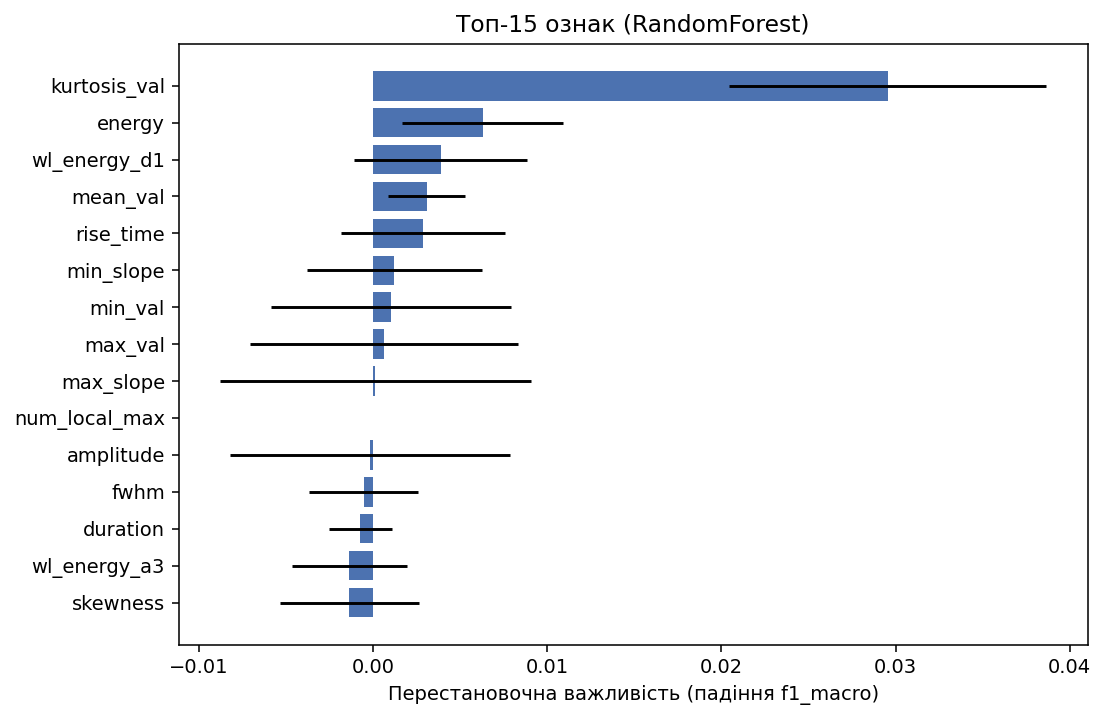 Топ-15 ознак (RandomForest)
kurtosis_val
energy
wl_energy_d1
mean_val
rise_time
min_slope
min_val
max_val
max_slope
num_local_max
amplitude
fwhm
duration
wl_energy_a3
skewness
−0.01 0.00 0.01 0.02 0.03 0.04
Перестановочна важливість (падіння f1_macro)